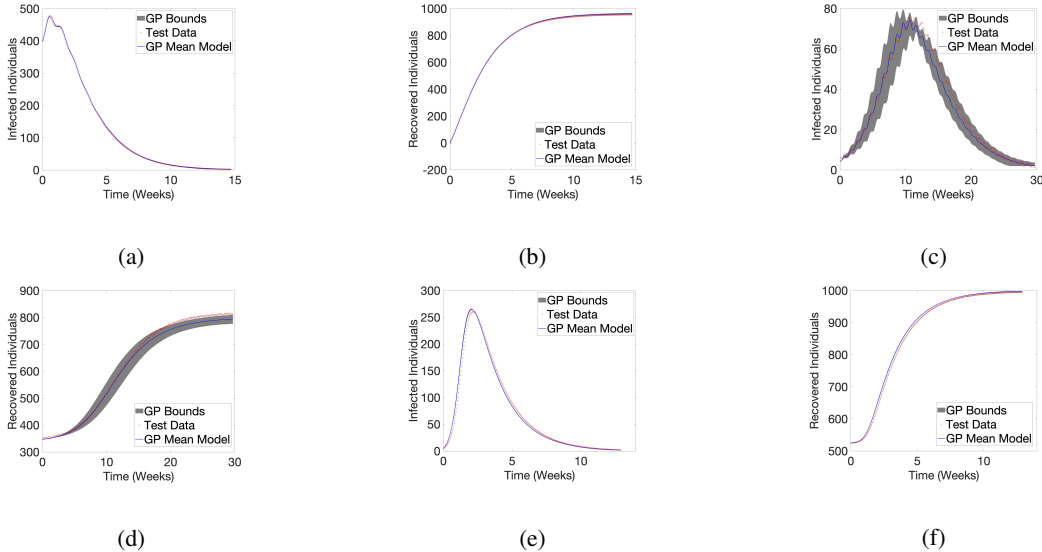 500
400
300
200
100
0
Infected Individuals
0 5 10 15
Time (Weeks)
GP Bounds
Test Data
GP Mean Model
(a)
1000
800
600
400
200
0
-200
Recovered Individuals
0 5 10 15
Time (Weeks)
GP Bounds
Test Data
GP Mean Model
(b)
80
60
40
20
0
Infected Individuals
0 10 20 30
Time (Weeks)
GP Bounds
Test Data
GP Mean Model
(c)
900
800
700
600
500
400
300
Recovered Individuals
0 10 20 30
Time (Weeks)
GP Bounds
Test Data
GP Mean Model
(d)
300
250
200
150
100
50
0
Infected Individuals
0 5 10
Time (Weeks)
GP Bounds
Test Data
GP Mean Model
(e)
1000
900
800
700
600
500
Recovered Individuals
0 5 10
Time (Weeks)
GP Bounds
Test Data
GP Mean Model
(f)